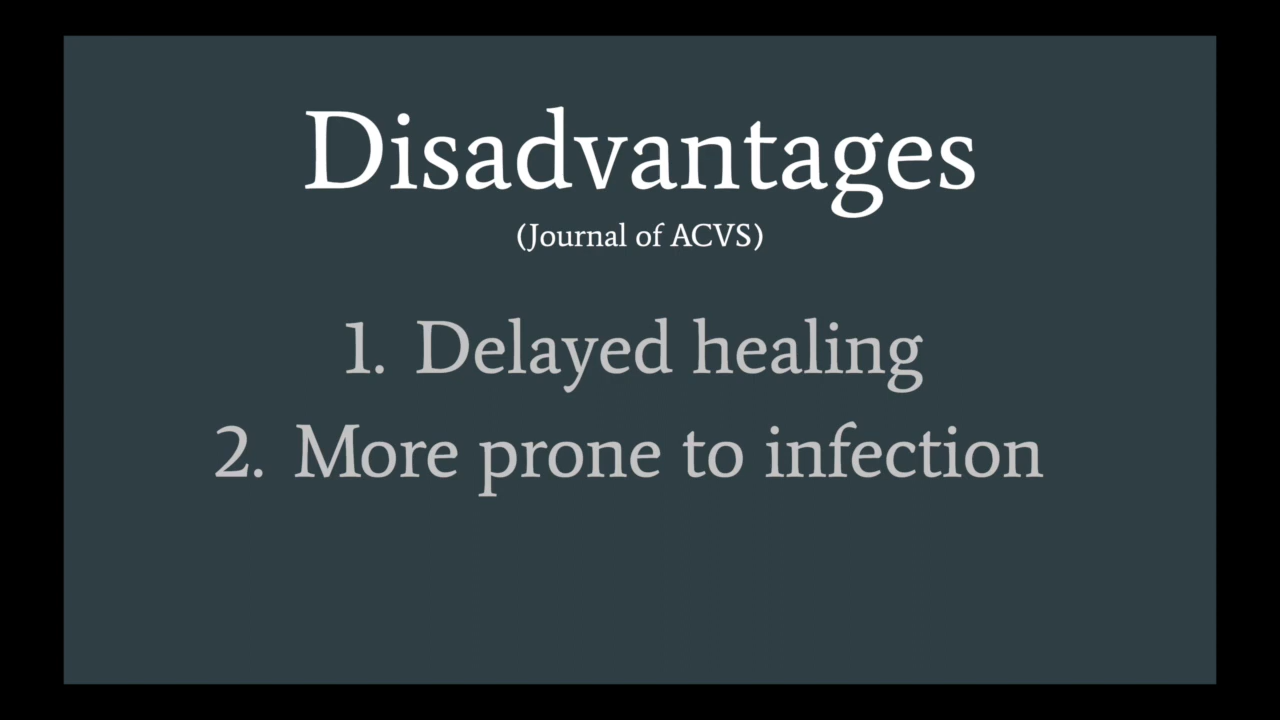 Disadvantages
(Journal of ACVS)
1. Delayed healing
2. More prone to infection